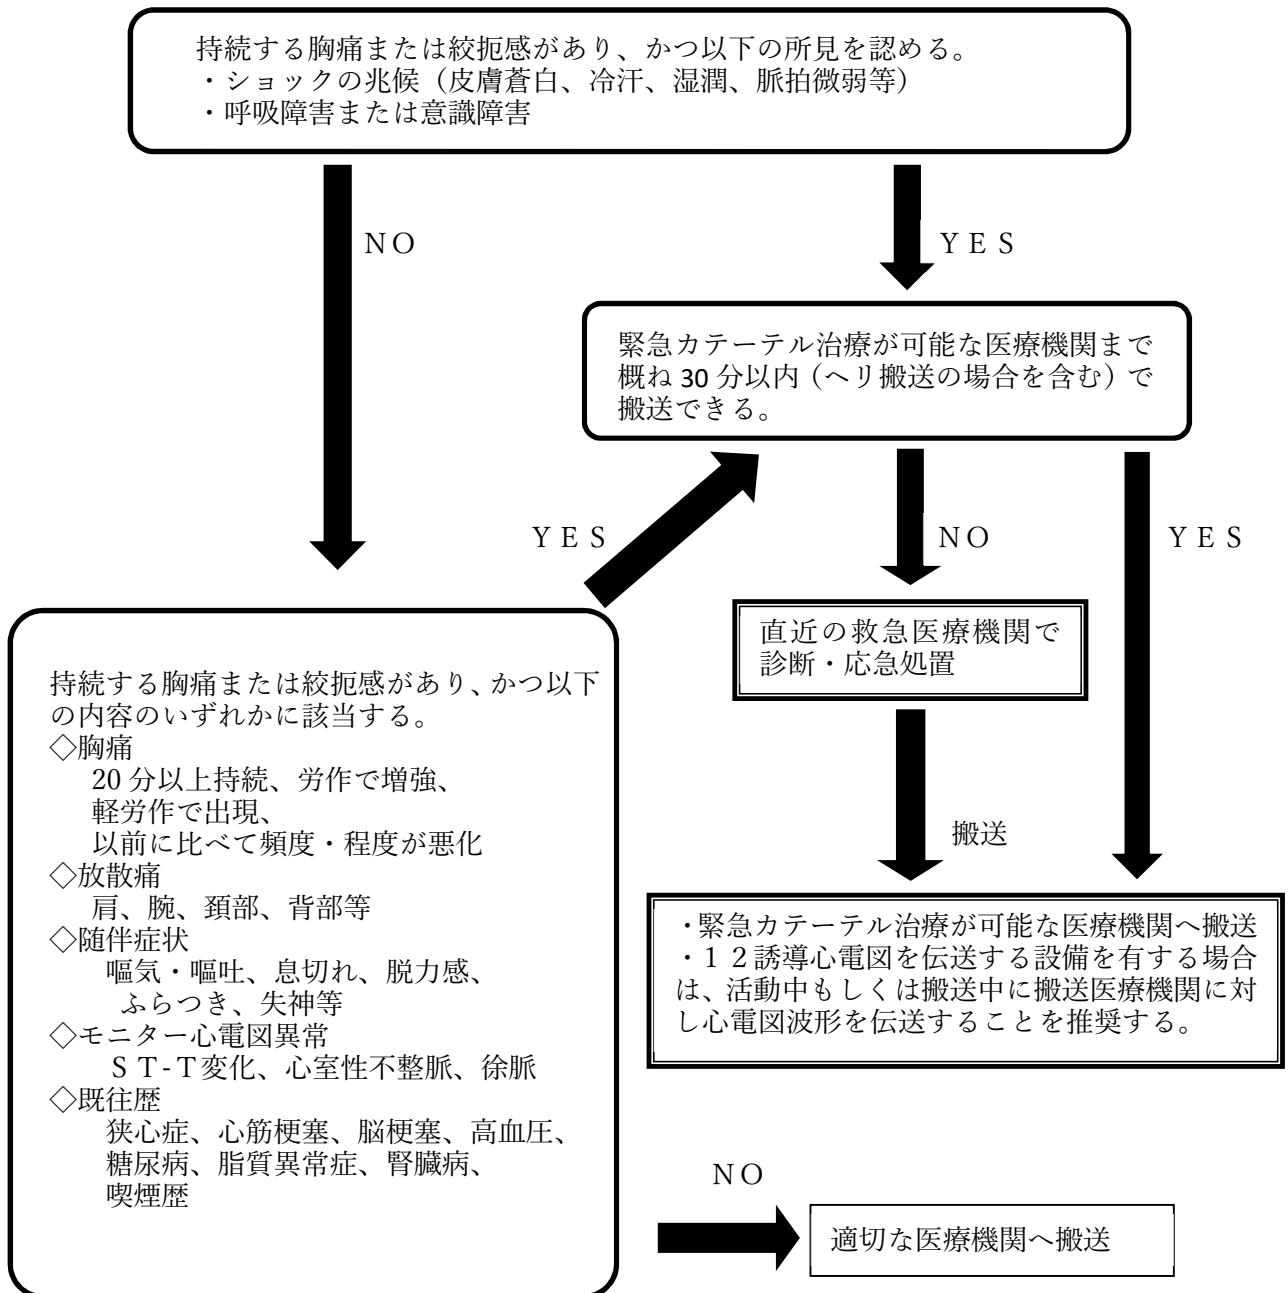 持続する胸痛または絞扼感があり、かつ以下の所見を認める。
・ショックの兆候（皮膚蒼白、冷汗、湿潤、脈拍微弱等）
・呼吸障害または意識障害
NO
ＹＥＳ
緊急カテーテル治療が可能な医療機関まで
概ね 30 分以内（ヘリ搬送の場合を含む）で
搬送できる。
ＹＥＳ
NO
ＹＥＳ
直近の救急医療機関で
診断・応急処置
搬送
持続する胸痛または絞扼感があり、かつ以下
の内容のいずれかに該当する。
◇胸痛
20 分以上持続、労作で増強、
軽労作で出現、
以前に比べて頻度・程度が悪化
◇放散痛
肩、腕、頚部、背部等
◇随伴症状
嘔気・嘔吐、息切れ、脱力感、
ふらつき、失神等
◇モニター心電図異常
ＳＴ-Ｔ変化、心室性不整脈、徐脈
◇既往歴
狭心症、心筋梗塞、脳梗塞、高血圧、
糖尿病、脂質異常症、腎臓病、
喫煙歴
・緊急カテーテル治療が可能な医療機関へ搬送
・１２誘導心電図を伝送する設備を有する場合
は、活動中もしくは搬送中に搬送医療機関に対
し心電図波形を伝送することを推奨する。
NO
適切な医療機関へ搬送